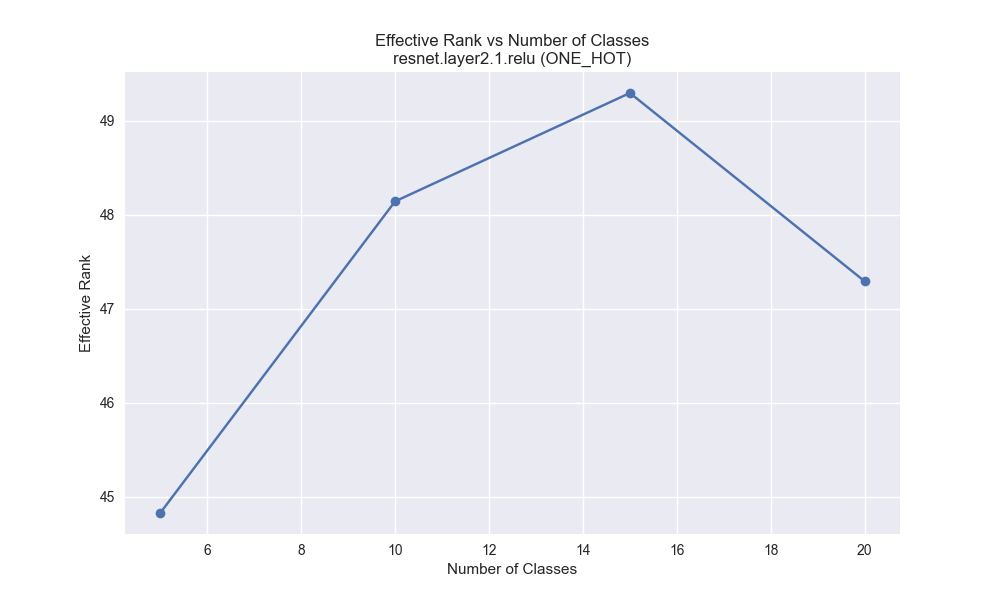 Effective Rank vs Number of Classes
resnet.layer2.1.relu (ONE_HOT)
Effective Rank
49
48
47
46
45
6 8 10 12 14 16 18 20
Number of Classes